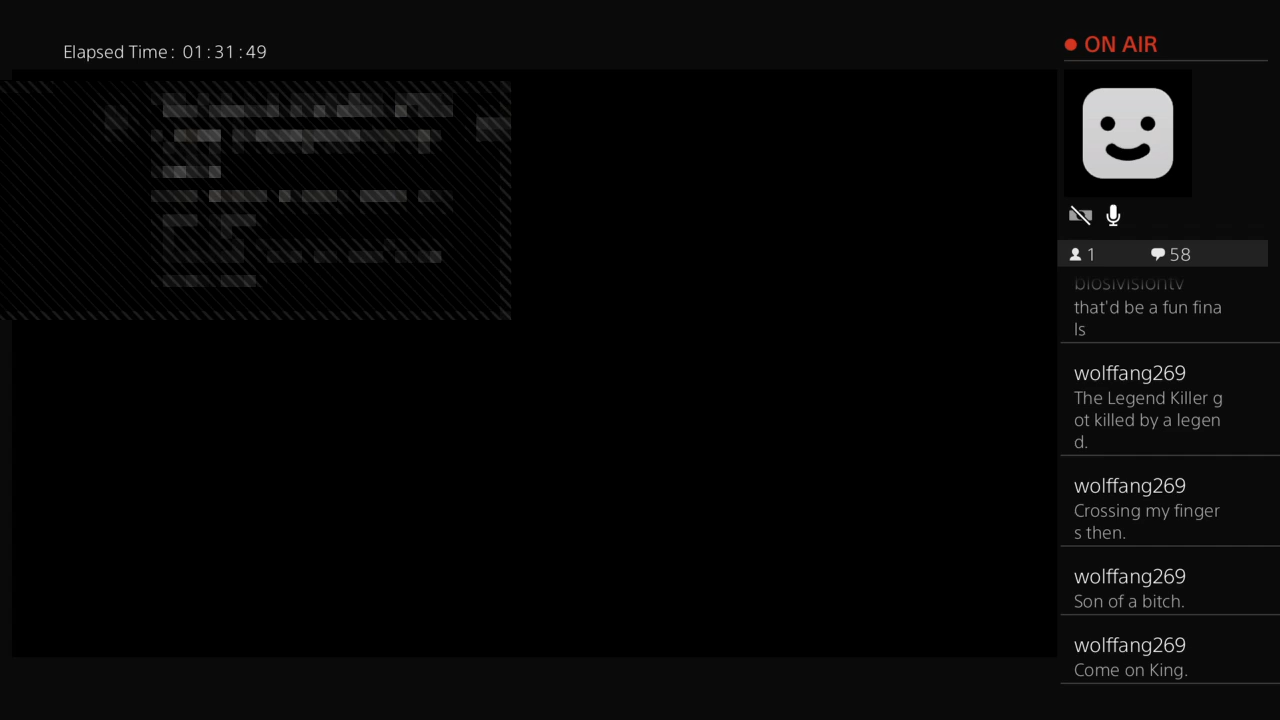 Elapsed Time: 01:31:49
ON AIR
1
58
that'd be a fun fina
ls
wolffang269
The Legend Killer g
ot killed by a legen
d.
wolffang269
Crossing my finger
s then.
wolffang269
Son of a bitch.
wolffang269
Come on King.